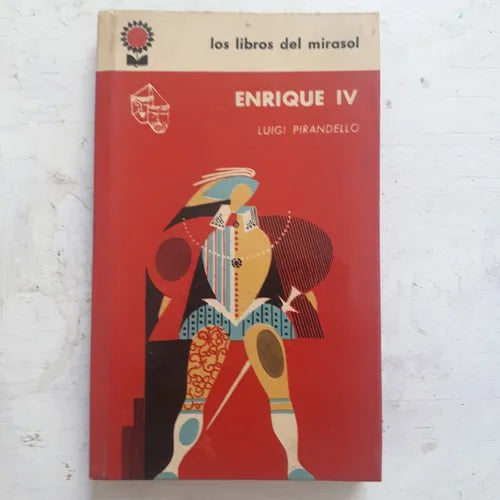 los libros del mirasol
ENRIQUE IV
LUIGI PIRANDELLO